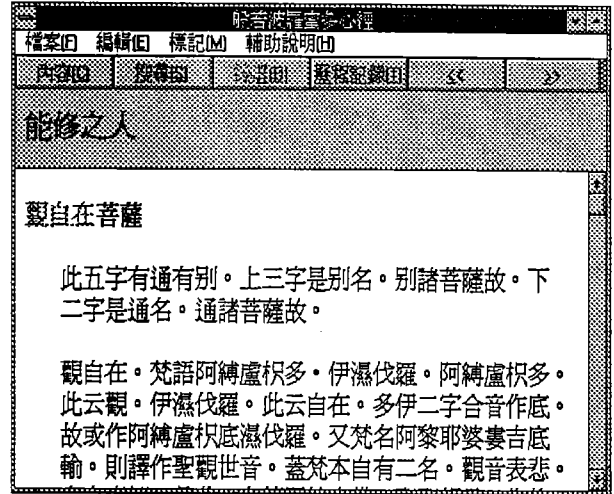 般若波羅蜜多心經
檔案(F) 編輯(E) 標記(M) 輔助說明(H)
內容(C) 搜尋(S) 歷程記錄(T) << >>
能修之人
觀自在菩薩
此五字有通有別。上三字是別名。別諸菩薩故。下
二字是通名。通諸菩薩故。
觀自在。梵語阿縛盧枳多。伊濕伐羅。阿縛盧枳多。
此云觀。伊濕伐羅。此云自在。多伊二字合音作底。
故或作阿縛盧枳底濕伐羅。又梵名阿黎耶婆婁吉底
輸。則譯作聖觀世音。蓋梵本自有二名。觀音表悲。